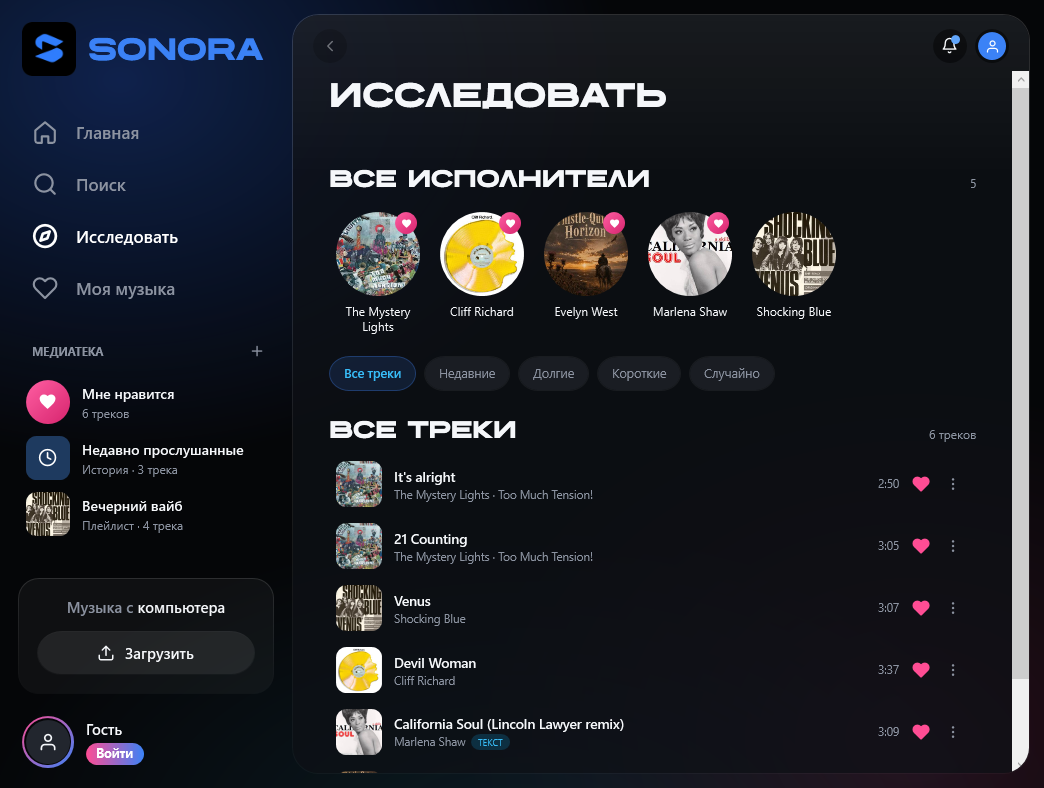 SONORA
Главная
Поиск
Исследовать
Моя музыка
МЕДИАТЕКА
Мне нравится
6 треков
Недавно прослушанные
История · 3 трека
Вечерний вайб
Плейлист · 4 трека
Музыка с компьютера
Загрузить
Гость
Войти
ИССЛЕДОВАТЬ
ВСЕ ИСПОЛНИТЕЛИ
5
The Mystery Lights
Cliff Richard
Evelyn West
Marlena Shaw
Shocking Blue
Все треки
Недавние
Долгие
Короткие
Случайно
ВСЕ ТРЕКИ
6 треков
It's alright
The Mystery Lights · Too Much Tension!
2:50
21 Counting
The Mystery Lights · Too Much Tension!
3:05
Venus
Shocking Blue
3:07
Devil Woman
Cliff Richard
3:37
California Soul (Lincoln Lawyer remix)
Marlena Shaw ТЕКСТ
3:09